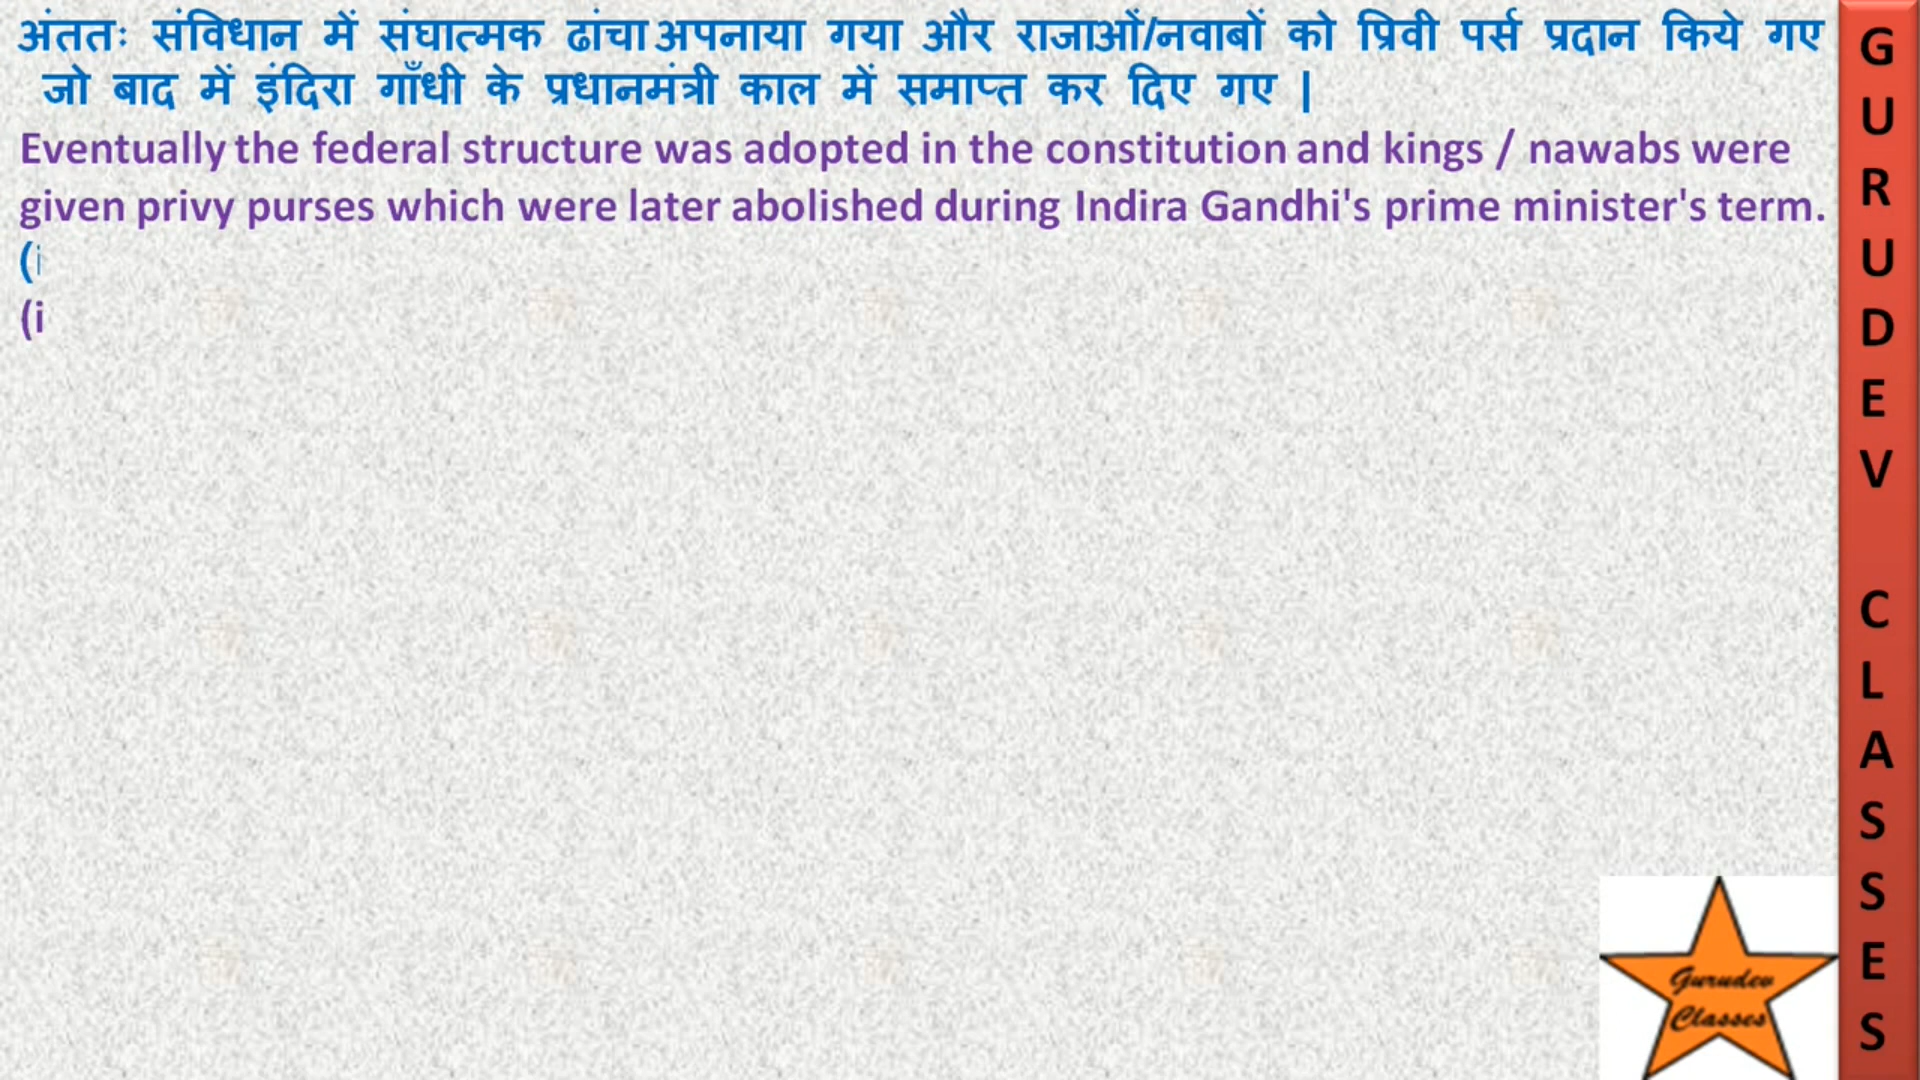 अंततः संविधान में संघात्मक ढांचा अपनाया गया और राजाओं/नवाबों को प्रिवी पर्स प्रदान किये गए
जो बाद में इंदिरा गाँधी के प्रधानमंत्री काल में समाप्त कर दिए गए |
Eventually the federal structure was adopted in the constitution and kings / nawabs were
given privy purses which were later abolished during Indira Gandhi's prime minister's term.
(i
(i
G
U
R
U
D
E
V
C
L
A
S
S
E
S
Gurudev
Classes